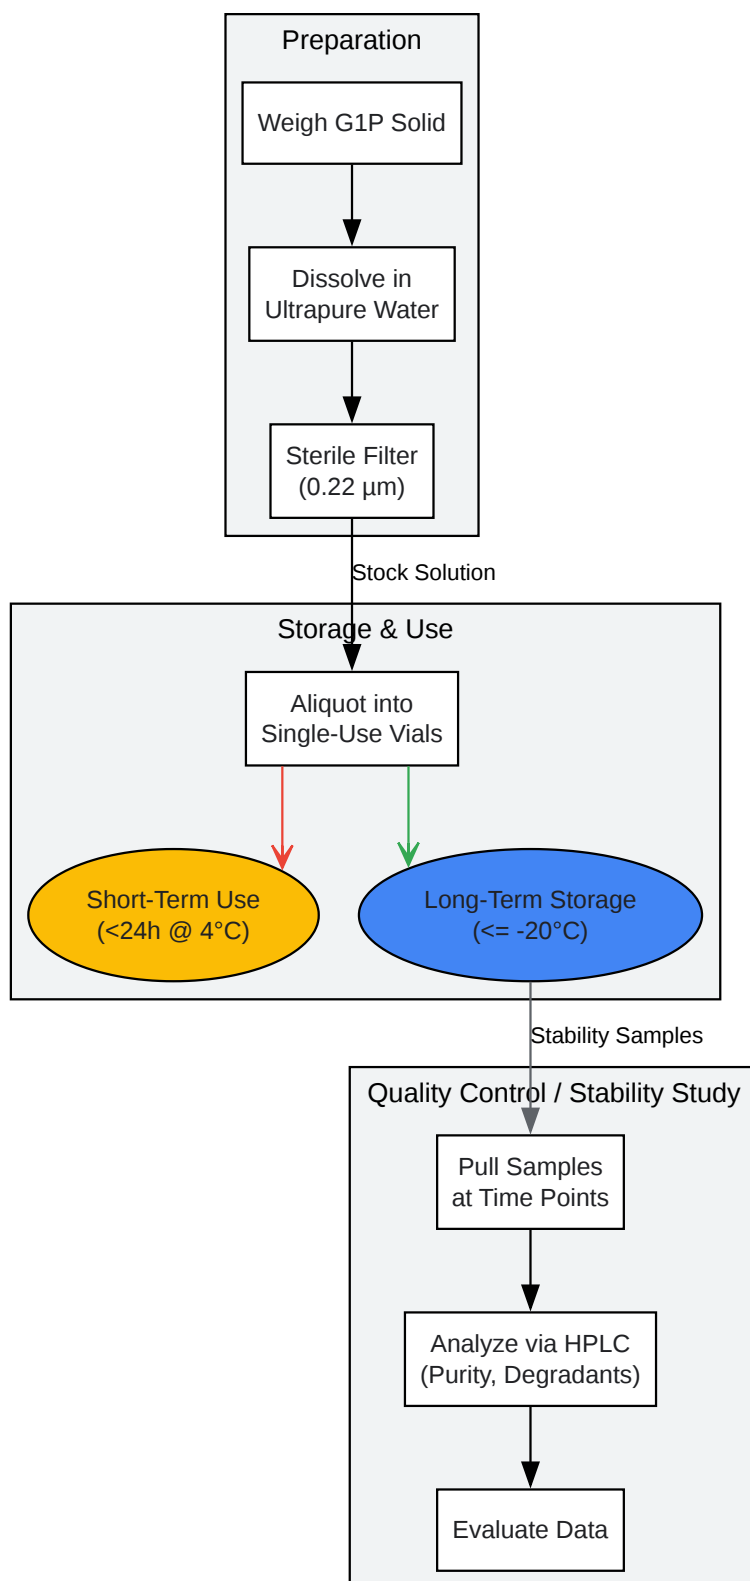 Preparation
Weigh G1P Solid
Dissolve in
Ultrapure Water
Sterile Filter
(0.22 µm)
Stock Solution
Storage & Use
Aliquot into
Single-Use Vials
Short-Term Use
(<24h @ 4°C)
Long-Term Storage
(<= -20°C)
Stability Samples
Quality Control / Stability Study
Pull Samples
at Time Points
Analyze via HPLC
(Purity, Degradants)
Evaluate Data